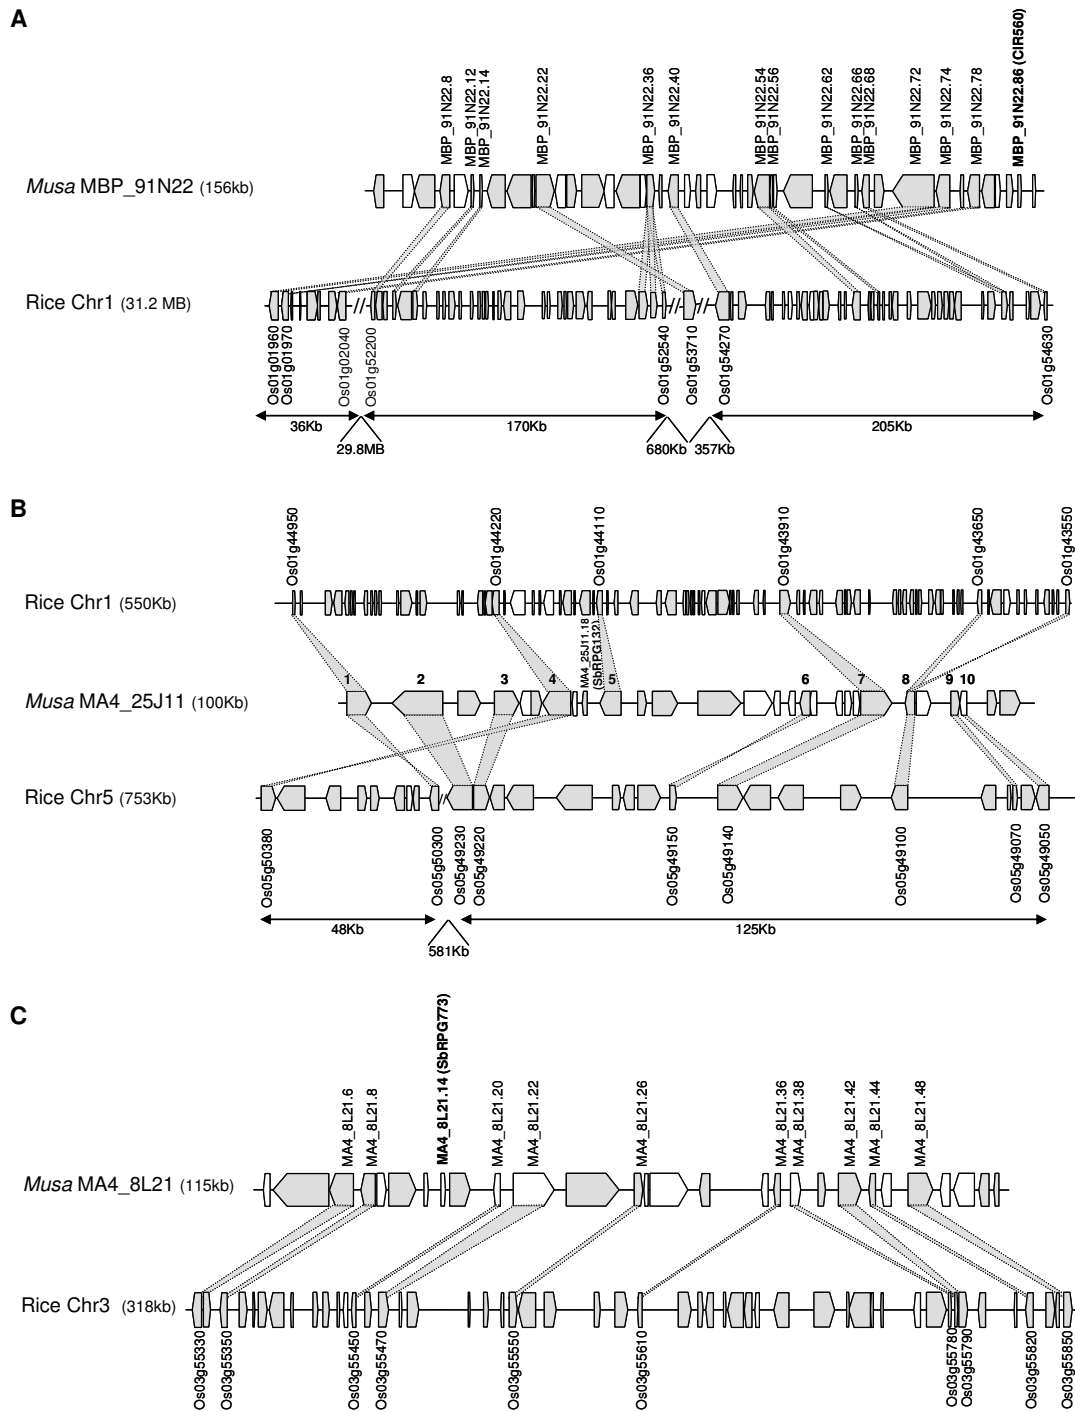 A
MBP_91N22.8
MBP_91N22.12
MBP_91N22.14
MBP_91N22.22
MBP_91N22.36
MBP_91N22.40
MBP_91N22.54
MBP_91N22.56
MBP_91N22.62
MBP_91N22.66
MBP_91N22.68
MBP_91N22.72
MBP_91N22.74
MBP_91N22.78
MBP_91N22.86 (CIR560)
Musa MBP_91N22 (156kb)
Rice Chr1 (31.2 MB)
//
//
//
Os01g01960
Os01g01970
Os01g02040
Os01g52200
Os01g52540
Os01g53710
Os01g54270
Os01g54630
36Kb
170Kb
205Kb
29.8MB
680Kb
357Kb
B
Os01g44950
Os01g44220
Os01g44110
Os01g43910
Os01g43650
Os01g43550
Rice Chr1 (550Kb)
MA4_25J11.18
(SbRPG132)
1
2
3
4
5
6
7
8
9
10
Musa MA4_25J11 (100Kb)
Rice Chr5 (753Kb)
//
Os05g50380
Os05g50300
Os05g49230
Os05g49220
Os05g49150
Os05g49140
Os05g49100
Os05g49070
Os05g49050
48Kb
125Kb
581Kb
C
MA4_8L21.6
MA4_8L21.8
MA4_8L21.14 (SbRPG773)
MA4_8L21.20
MA4_8L21.22
MA4_8L21.26
MA4_8L21.36
MA4_8L21.38
MA4_8L21.42
MA4_8L21.44
MA4_8L21.48
Musa MA4_8L21 (115kb)
Rice Chr3 (318kb)
Os03g55330
Os03g55350
Os03g55450
Os03g55470
Os03g55550
Os03g55610
Os03g55780
Os03g55790
Os03g55820
Os03g55850